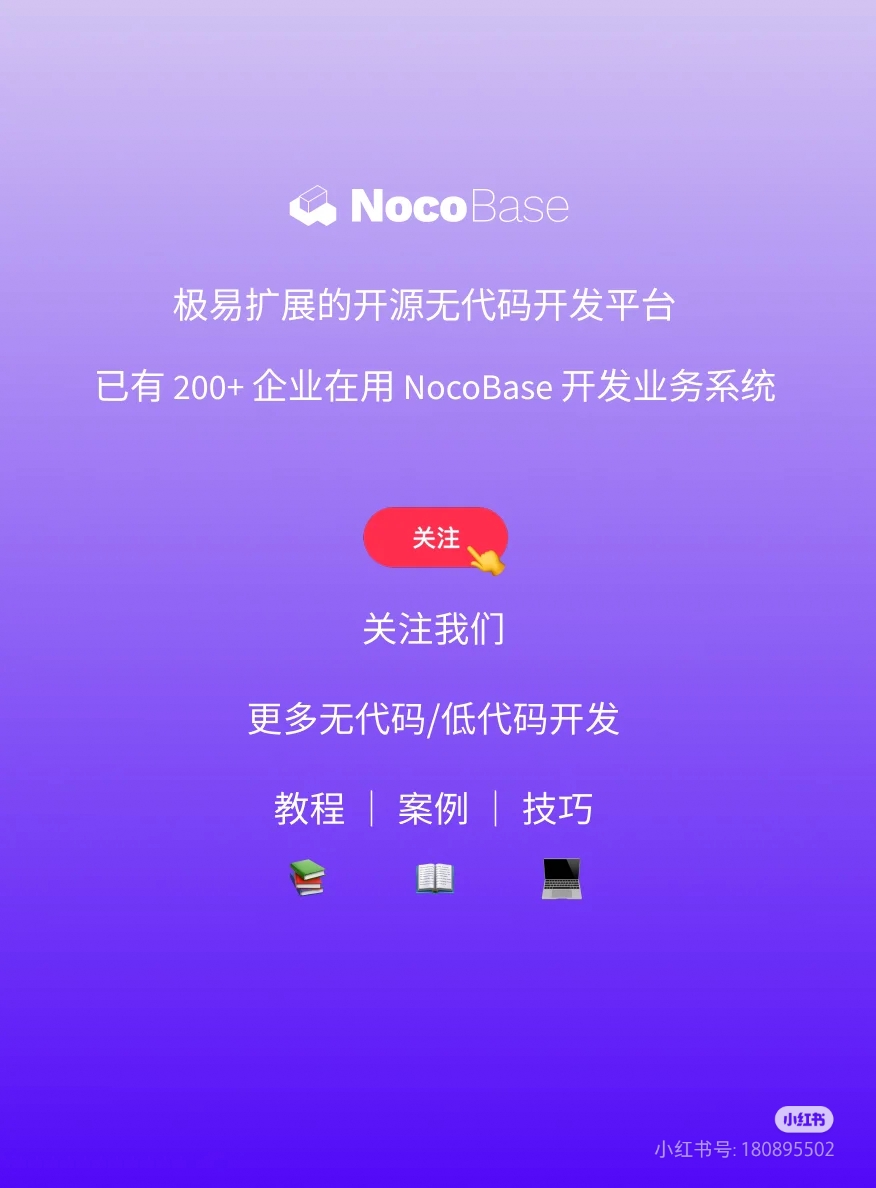 NocoBase
极易扩展的开源无代码开发平台
已有 200+ 企业在用 NocoBase 开发业务系统
关注
关注我们
更多无代码/低代码开发
教程 | 案例 | 技巧
小红书
小红书号: 180895502